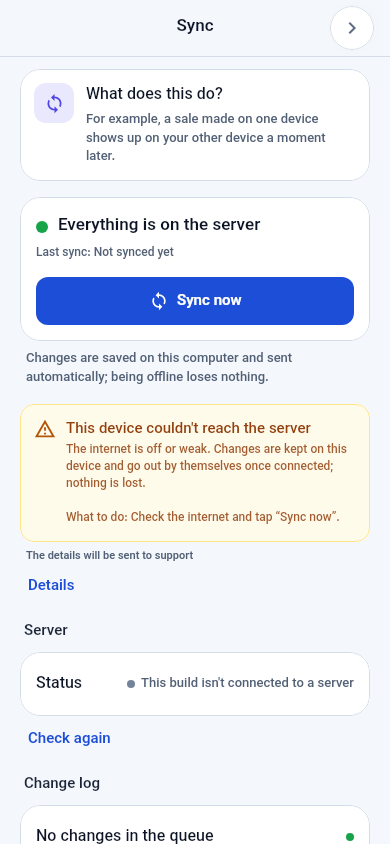 Sync
What does this do?
For example, a sale made on one device
shows up on your other device a moment
later.
Everything is on the server
Last sync: Not synced yet
Sync now
Changes are saved on this computer and sent
automatically; being offline loses nothing.
This device couldn't reach the server
The internet is off or weak. Changes are kept on this
device and go out by themselves once connected;
nothing is lost.
What to do: Check the internet and tap “Sync now”.
The details will be sent to support
Details
Server
Status
This build isn't connected to a server
Check again
Change log
No changes in the queue